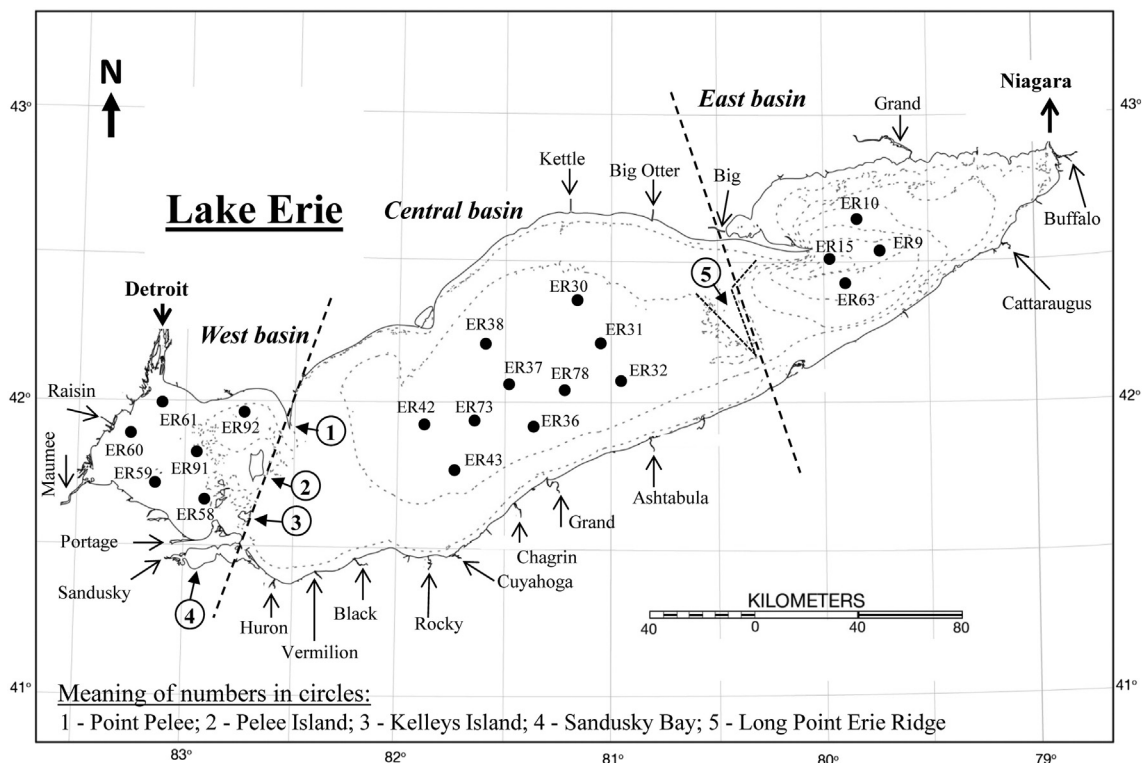 N
43°
43°
Niagara
East basin
Grand
Kettle
Big Otter
Big
Buffalo
Lake Erie
Central basin
ER10
ER15
ER9
ER63
5
Cattaraugus
Detroit
West basin
ER30
ER38
ER31
ER37
ER78
ER32
Raisin
42°
42°
ER61
ER92
ER42
ER73
ER36
1
ER60
ER91
ER59
ER43
Maumee
2
ER58
3
Ashtabula
Grand
Portage
Chagrin
Sandusky
Cuyahoga
4
Huron
Black
Rocky
Vermilion
KILOMETERS
40 0 40 80
41°
41°
Meaning of numbers in circles:
1 - Point Pelee; 2 - Pelee Island; 3 - Kelleys Island; 4 - Sandusky Bay; 5 - Long Point Erie Ridge
83° 82° 81° 80° 79°